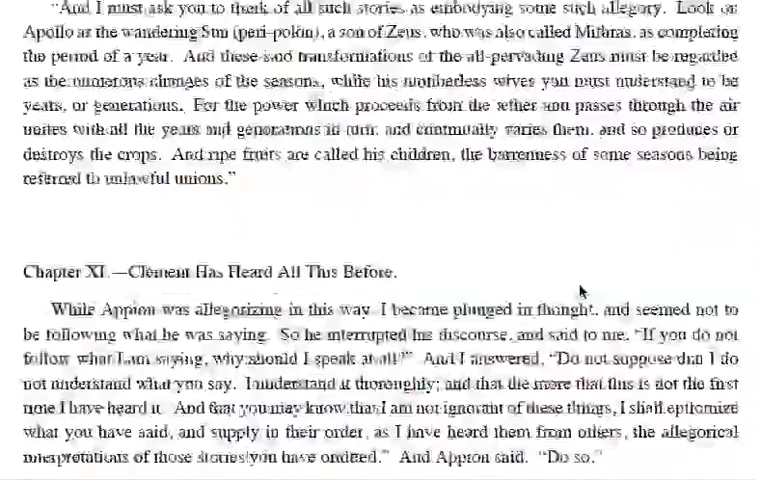 "And I must ask you to think of all such stories as embodying some such allegory. Look on
Apollo as the wandering Sun (peri-polôn), a son of Zeus, who was also called Mithras, as completing
the period of a year. And these said transformations of the all-pervading Zeus must be regarded
as the numerous changes of the seasons, while his numberless wives you must understand to be
years, or generations. For the power which proceeds from the æther and passes through the air
unites with all the years and generations in turn, and continually varies them, and so produces or
destroys the crops. And ripe fruits are called his children, the barrenness of some seasons being
referred to unlawful unions."
Chapter XI.—Clement Has Heard All This Before.
While Appion was allegorizing in this way, I became plunged in thought, and seemed not to
be following what he was saying. So he interrupted his discourse, and said to me, "If you do not
follow what I am saying, why should I speak at all?" And I answered, "Do not suppose that I do
not understand what you say. I understand it thoroughly; and that the more that this is not the first
time I have heard it. And that you may know that I am not ignorant of these things, I shall epitomize
what you have said, and supply in their order, as I have heard them from others, the allegorical
interpretations of those stories you have omitted." And Appion said: "Do so."